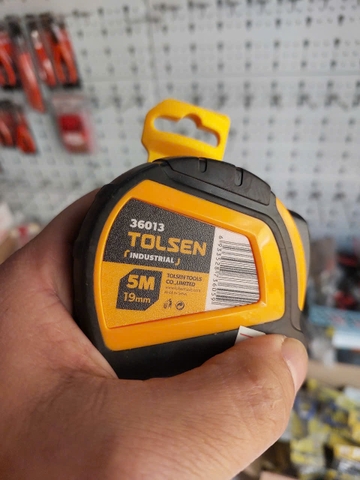 36013
TOLSEN
INDUSTRIAL
5M
19mm
TOLSEN TOOLS
CO.,LIMITED